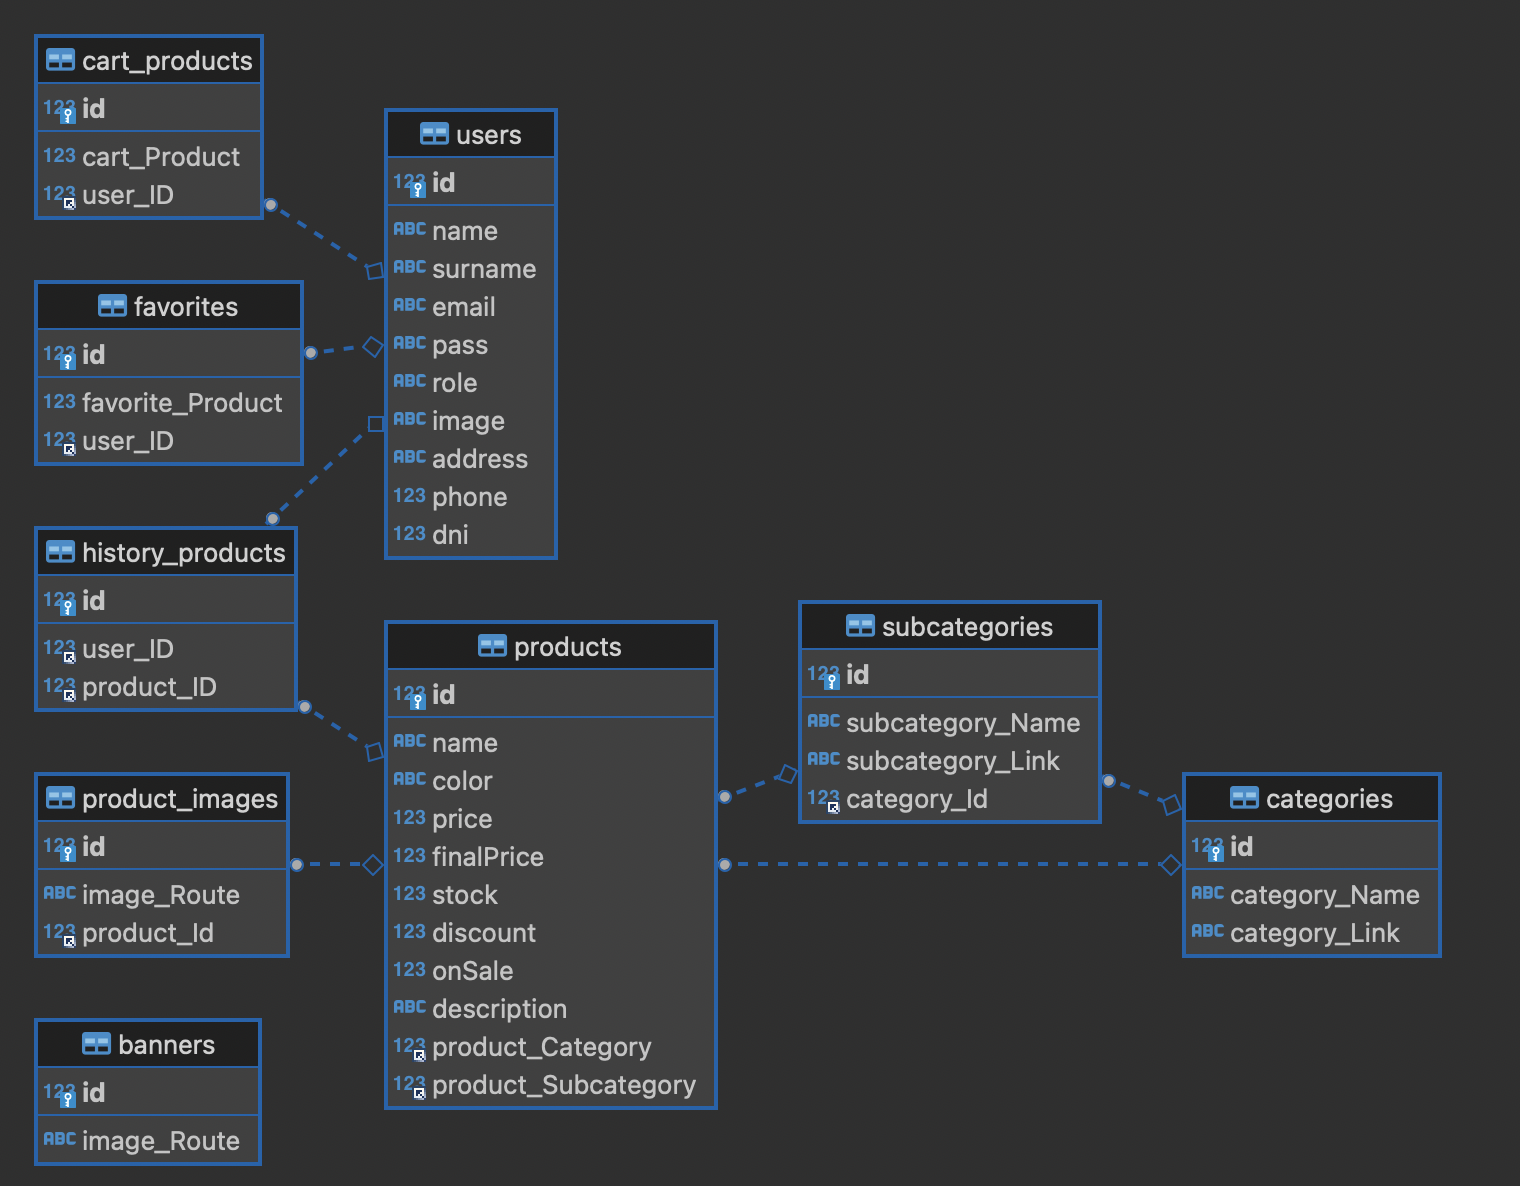 cart_products
123 id
123 cart_Product
123 user_ID
favorites
123 id
123 favorite_Product
123 user_ID
history_products
123 id
123 user_ID
123 product_ID
product_images
123 id
ABC image_Route
123 product_Id
banners
123 id
ABC image_Route
users
123 id
ABC name
ABC surname
ABC email
ABC pass
ABC role
ABC image
ABC address
123 phone
123 dni
products
123 id
ABC name
ABC color
123 price
123 finalPrice
123 stock
123 discount
123 onSale
ABC description
123 product_Category
123 product_Subcategory
subcategories
123 id
ABC subcategory_Name
ABC subcategory_Link
123 category_Id
categories
123 id
ABC category_Name
ABC category_Link